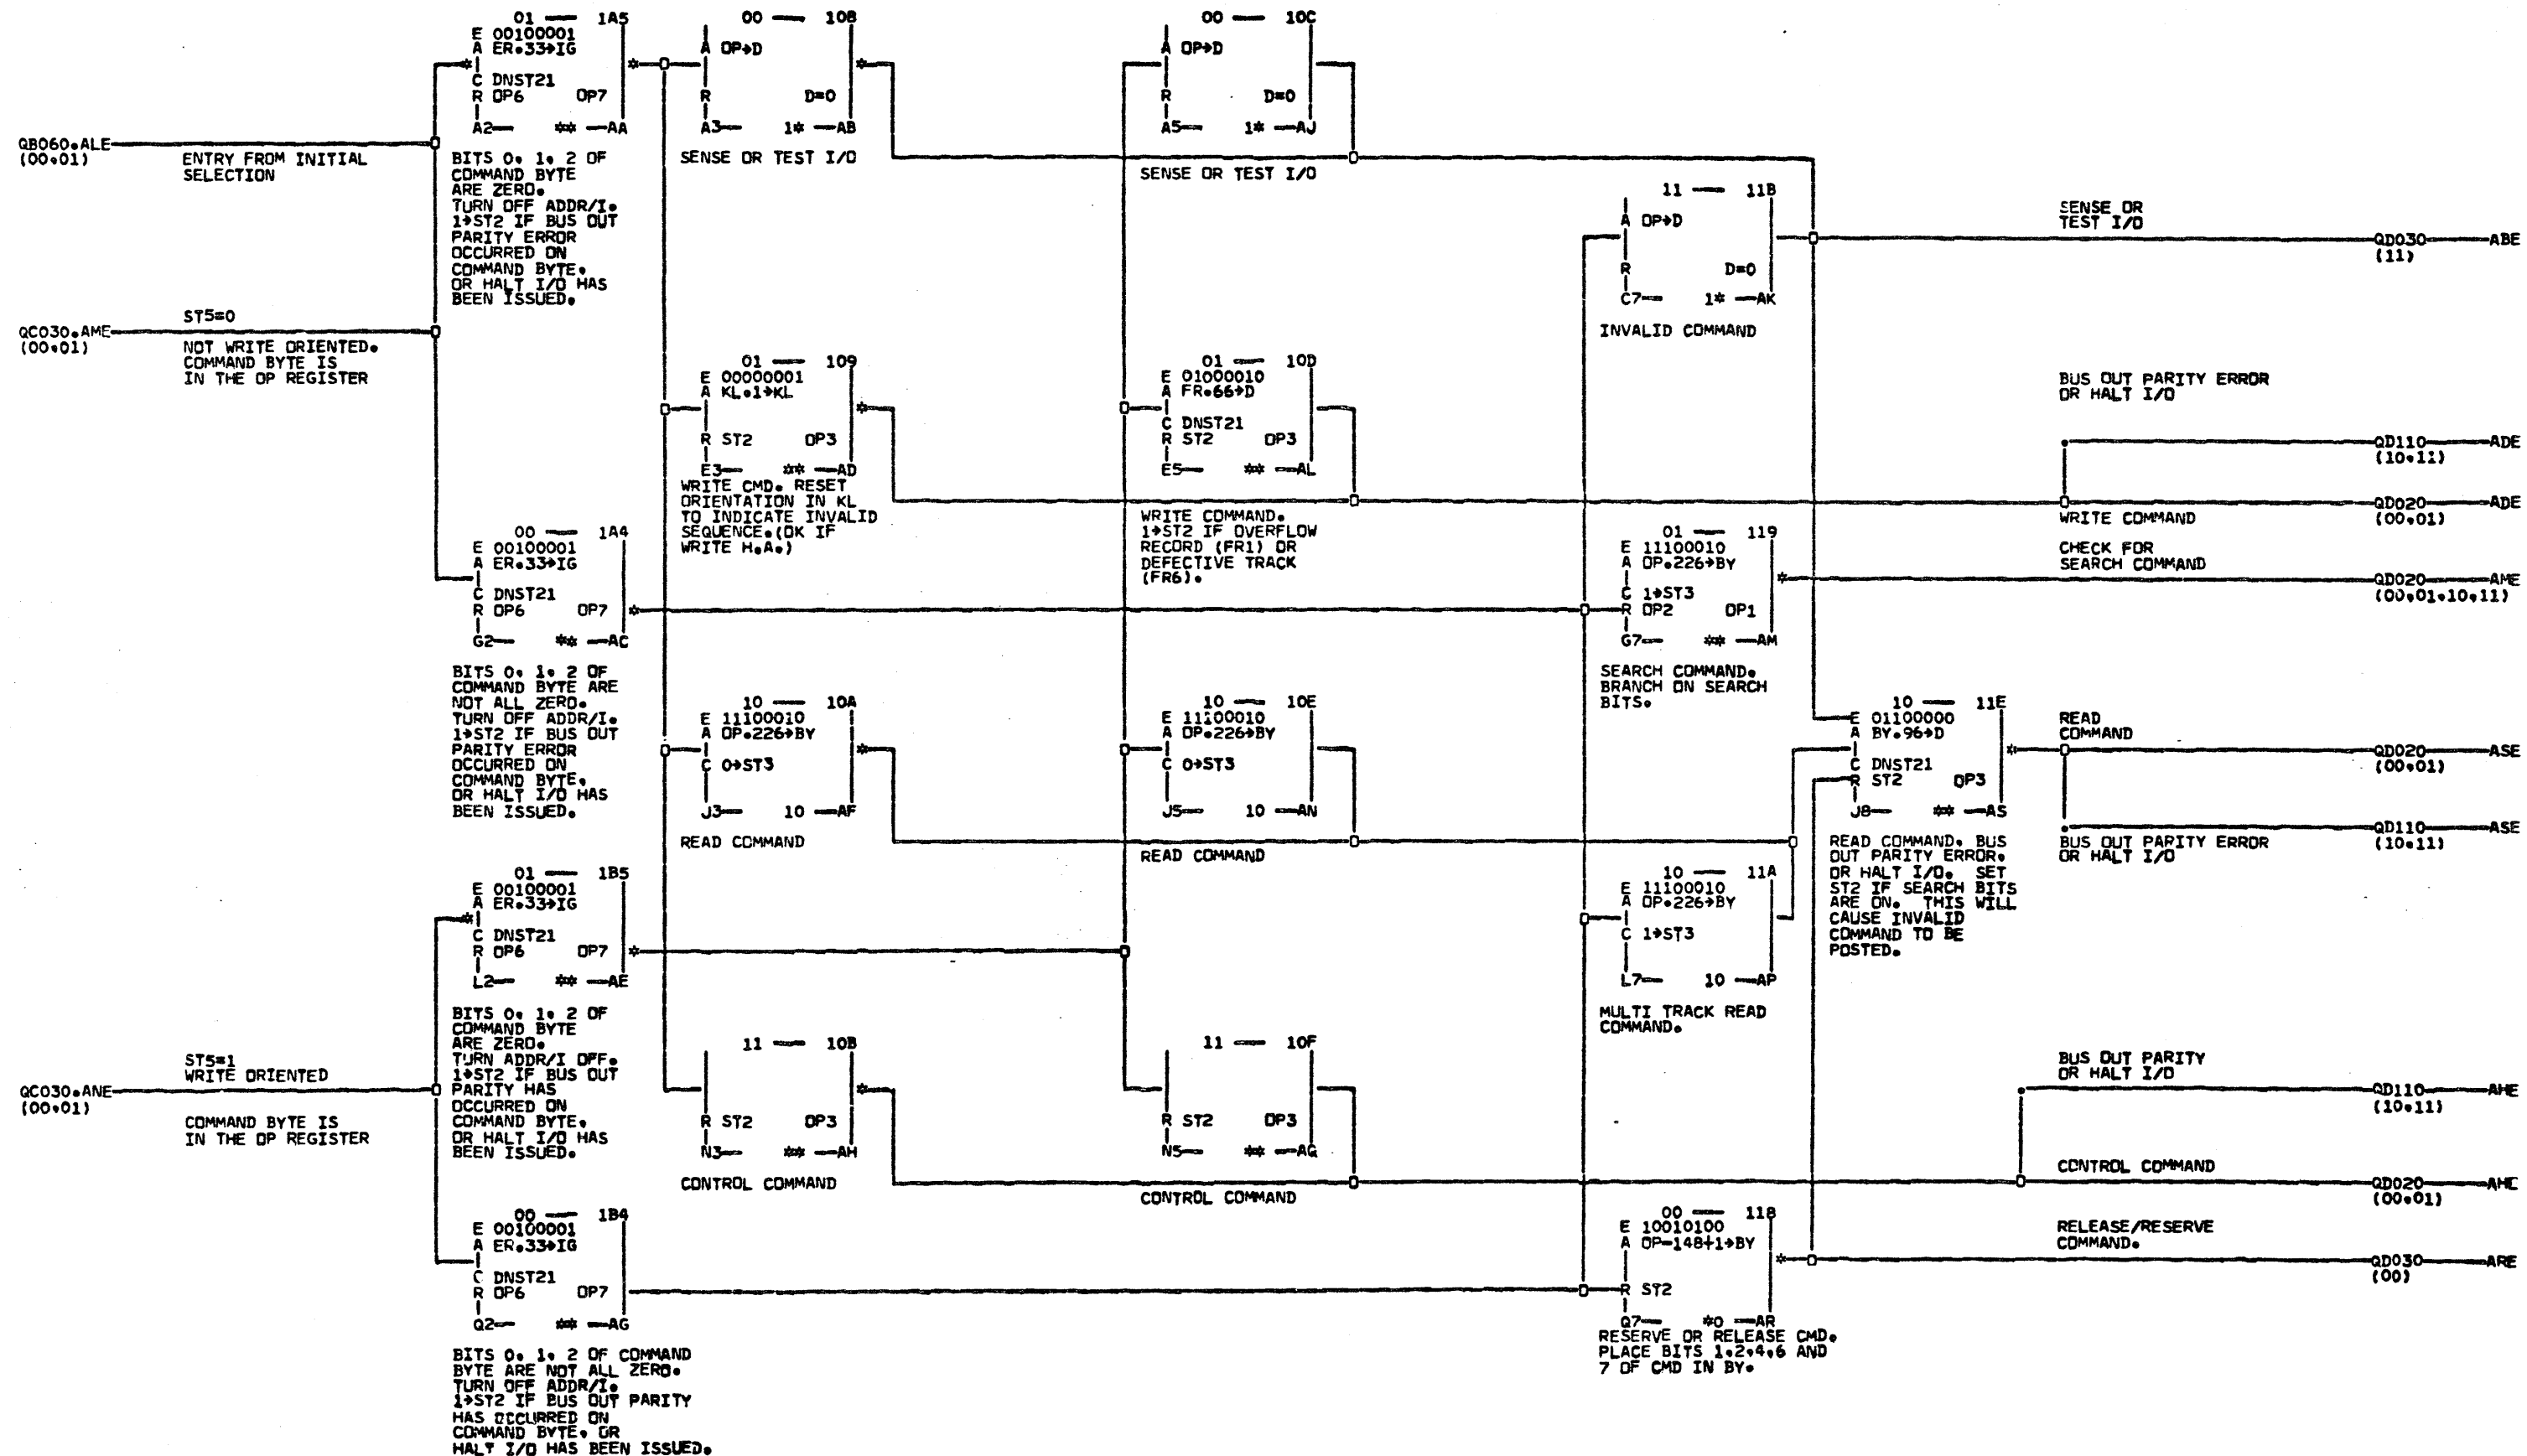 QB060.ALE
(00,01)
ENTRY FROM INITIAL
SELECTION
QC030.AME
(00,01)
ST5=0
NOT WRITE ORIENTED.
COMMAND BYTE IS
IN THE OP REGISTER
QC030.ANE
(00,01)
ST5=1
WRITE ORIENTED
COMMAND BYTE IS
IN THE OP REGISTER
01 — 1A5
E 00100001
A ER.33→IG
C DNST21
R OP6 OP7
A2— ** —AA
BITS 0, 1, 2 OF
COMMAND BYTE
ARE ZERO.
TURN OFF ADDR/I.
1→ST2 IF BUS OUT
PARITY ERROR
OCCURRED ON
COMMAND BYTE,
OR HALT I/O HAS
BEEN ISSUED.
00 — 1A4
E 00100001
A ER.33→IG
C DNST21
R OP6 OP7
G2— ** —AC
BITS 0, 1, 2 OF
COMMAND BYTE ARE
NOT ALL ZERO.
TURN OFF ADDR/I.
1→ST2 IF BUS OUT
PARITY ERROR
OCCURRED ON
COMMAND BYTE,
OR HALT I/O HAS
BEEN ISSUED.
01 — 1B5
E 00100001
A ER.33→IG
C DNST21
R OP6 OP7
L2— ** —AE
BITS 0, 1, 2 OF
COMMAND BYTE
ARE ZERO.
TURN ADDR/I OFF.
1→ST2 IF BUS OUT
PARITY HAS
OCCURRED ON
COMMAND BYTE,
OR HALT I/O HAS
BEEN ISSUED.
00 — 1B4
E 00100001
A ER.33→IG
C DNST21
R OP6 OP7
Q2— ** —AG
BITS 0, 1, 2 OF COMMAND
BYTE ARE NOT ALL ZERO.
TURN OFF ADDR/I.
1→ST2 IF BUS OUT PARITY
HAS OCCURRED ON
COMMAND BYTE, OR
HALT I/O HAS BEEN ISSUED.
00 — 108
A OP→D
R D=0
A3— 1* —AB
SENSE OR TEST I/O
01 — 109
E 00000001
A KL.1→KL
R ST2 OP3
E3— ** —AD
WRITE CMD. RESET
ORIENTATION IN KL
TO INDICATE INVALID
SEQUENCE.(OK IF
WRITE H.A.)
10 — 10A
E 11100010
A OP.226→BY
C 0→ST3
J3— 10 —AF
READ COMMAND
11 — 10B
R ST2 OP3
N3— ** —AH
CONTROL COMMAND
00 — 10C
A OP→D
R D=0
A5— 1* —AJ
SENSE OR TEST I/O
01 — 10D
E 01000010
A FR.66→D
C DNST21
R ST2 OP3
E5— ** —AL
WRITE COMMAND.
1→ST2 IF OVERFLOW
RECORD (FR1) OR
DEFECTIVE TRACK
(FR6).
10 — 10E
E 11100010
A OP.226→BY
C 0→ST3
J5— 10 —AN
READ COMMAND
11 — 10F
R ST2 OP3
N5— ** —AQ
CONTROL COMMAND
11 — 11B
A OP→D
R D=0
C7— 1* —AK
INVALID COMMAND
01 — 119
E 11100010
A OP.226→BY
C 1→ST3
R OP2 OP1
G7— ** —AM
SEARCH COMMAND.
BRANCH ON SEARCH
BITS.
10 — 11A
E 11100010
A OP.226→BY
C 1→ST3
L7— 10 —AP
MULTI TRACK READ
COMMAND.
00 — 118
E 10010100
A OP-148+1→BY
R ST2
Q7— *0 —AR
RESERVE OR RELEASE CMD.
PLACE BITS 1,2,4,6 AND
7 OF CMD IN BY.
10 — 11E
E 01100000
A BY.96→D
C DNST21
R ST2 OP3
J8— ** —AS
READ COMMAND. BUS
OUT PARITY ERROR,
OR HALT I/O. SET
ST2 IF SEARCH BITS
ARE ON. THIS WILL
CAUSE INVALID
COMMAND TO BE
POSTED.
SENSE OR
TEST I/O
QD030 —ABE
(11)
BUS OUT PARITY ERROR
OR HALT I/O
QD110 —ADE
(10,11)
QD020 —ADE
(00,01)
WRITE COMMAND
CHECK FOR
SEARCH COMMAND
QD020 —AME
(00,01,10,11)
READ
COMMAND
QD020 —ASE
(00,01)
QD110 —ASE
(10,11)
BUS OUT PARITY ERROR
OR HALT I/O
BUS OUT PARITY
OR HALT I/O
QD110 —AHE
(10,11)
CONTROL COMMAND
QD020 —AHE
(00,01)
RELEASE/RESERVE
COMMAND.
QD030 —ARE
(00)